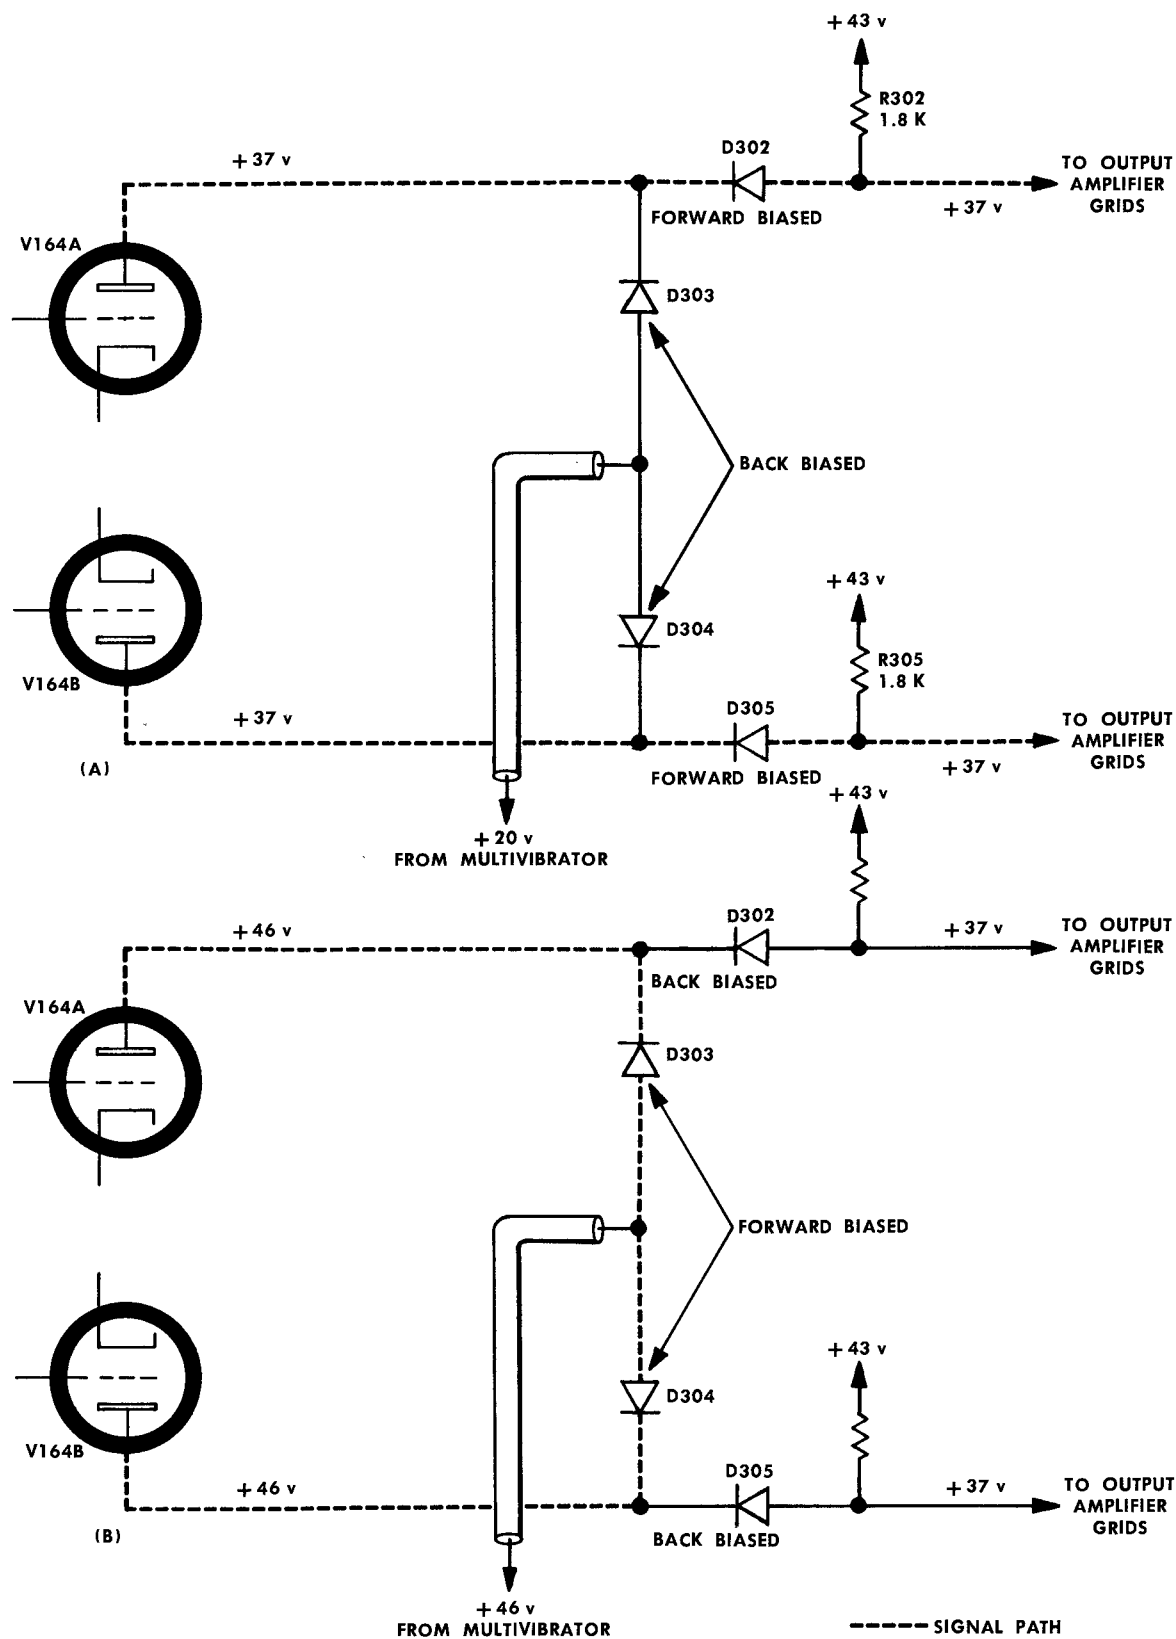 +43 v
R302
1.8 K
D302
+37 v
TO OUTPUT
AMPLIFIER
GRIDS
FORWARD BIASED
+37 v
V164A
D303
BACK BIASED
+43 v
D304
R305
1.8 K
V164B
+37 v
D305
TO OUTPUT
AMPLIFIER
GRIDS
(A)
FORWARD BIASED
+37 v
+43 v
+20 v
FROM MULTIVIBRATOR
+46 v
D302
+37 v
TO OUTPUT
AMPLIFIER
GRIDS
BACK BIASED
V164A
D303
FORWARD BIASED
+43 v
D304
V164B
+46 v
D305
+37 v
TO OUTPUT
AMPLIFIER
GRIDS
(B)
BACK BIASED
+46 v
FROM MULTIVIBRATOR
SIGNAL PATH